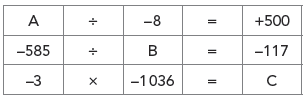 A ÷ –8 = +500
–585 ÷ B = –117
–3 × –1036 = C